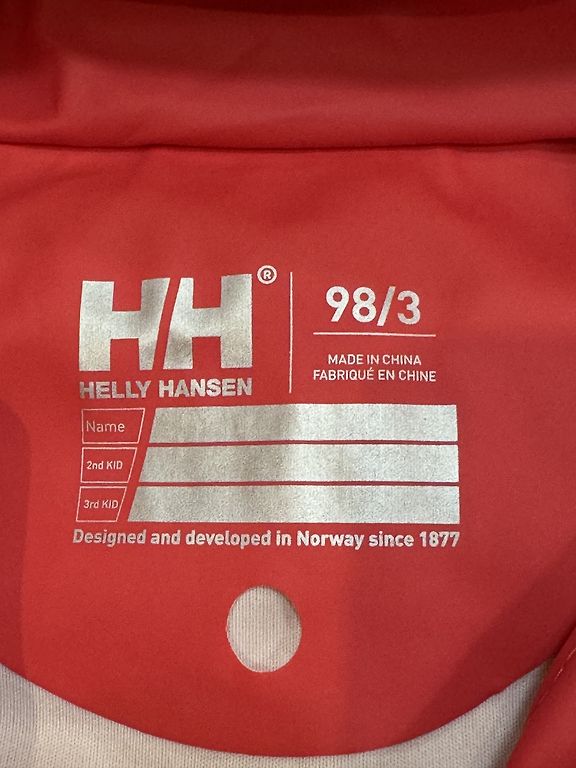 HH®
98/3
MADE IN CHINA
FABRIQUÉ EN CHINE
HELLY HANSEN
Name
2nd KID
3rd KID
Designed and developed in Norway since 1877